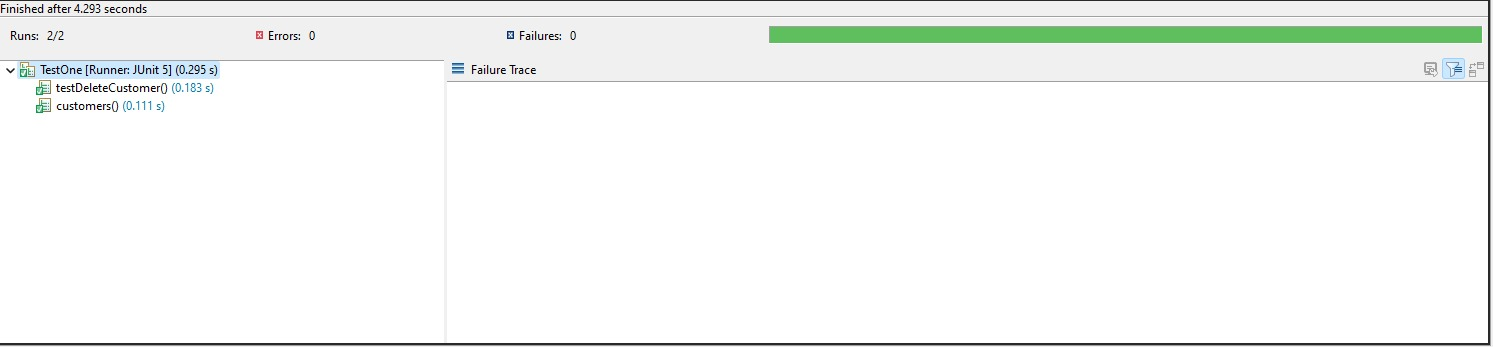 Finished after 4.293 seconds
Runs: 2/2 Errors: 0 Failures: 0
TestOne [Runner: JUnit 5] (0.295 s)
testDeleteCustomer() (0.183 s)
customers() (0.111 s)
Failure Trace